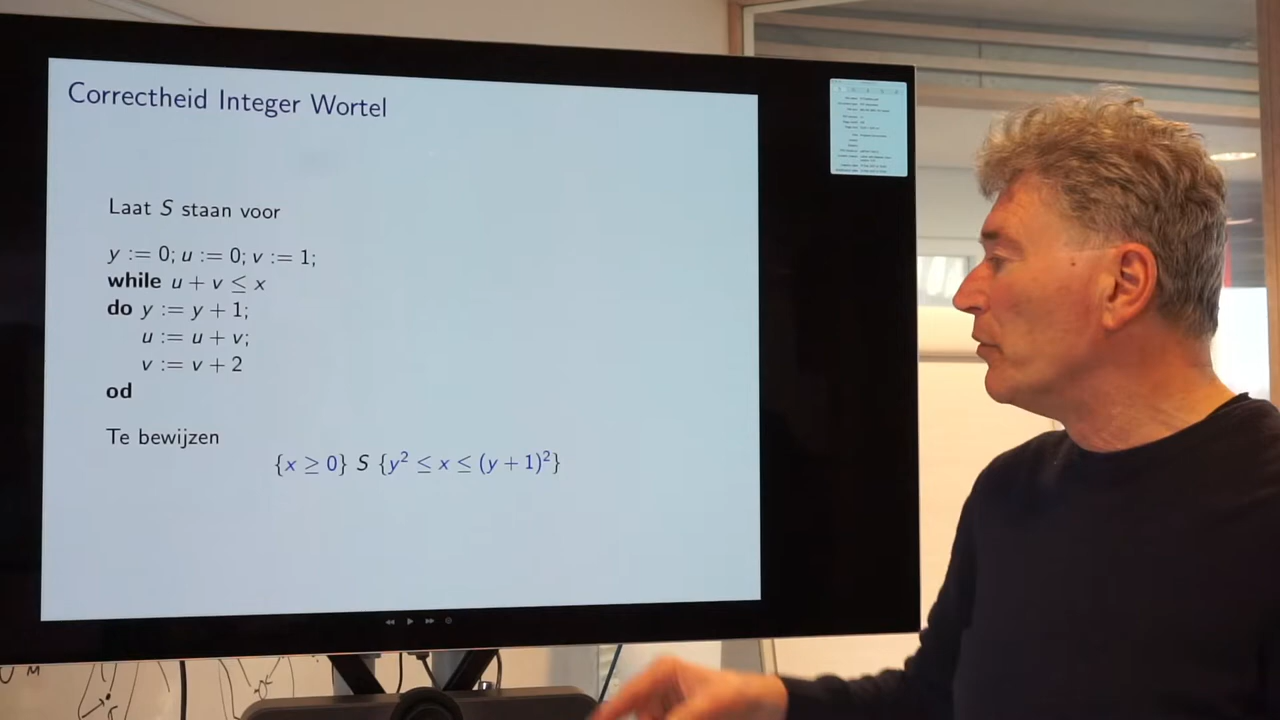 Correctheid Integer Wortel
Laat S staan voor
y := 0; u := 0; v := 1;
while u + v ≤ x
do y := y + 1;
u := u + v;
v := v + 2
od
Te bewijzen
{x ≥ 0} S {y² ≤ x ≤ (y + 1)²}